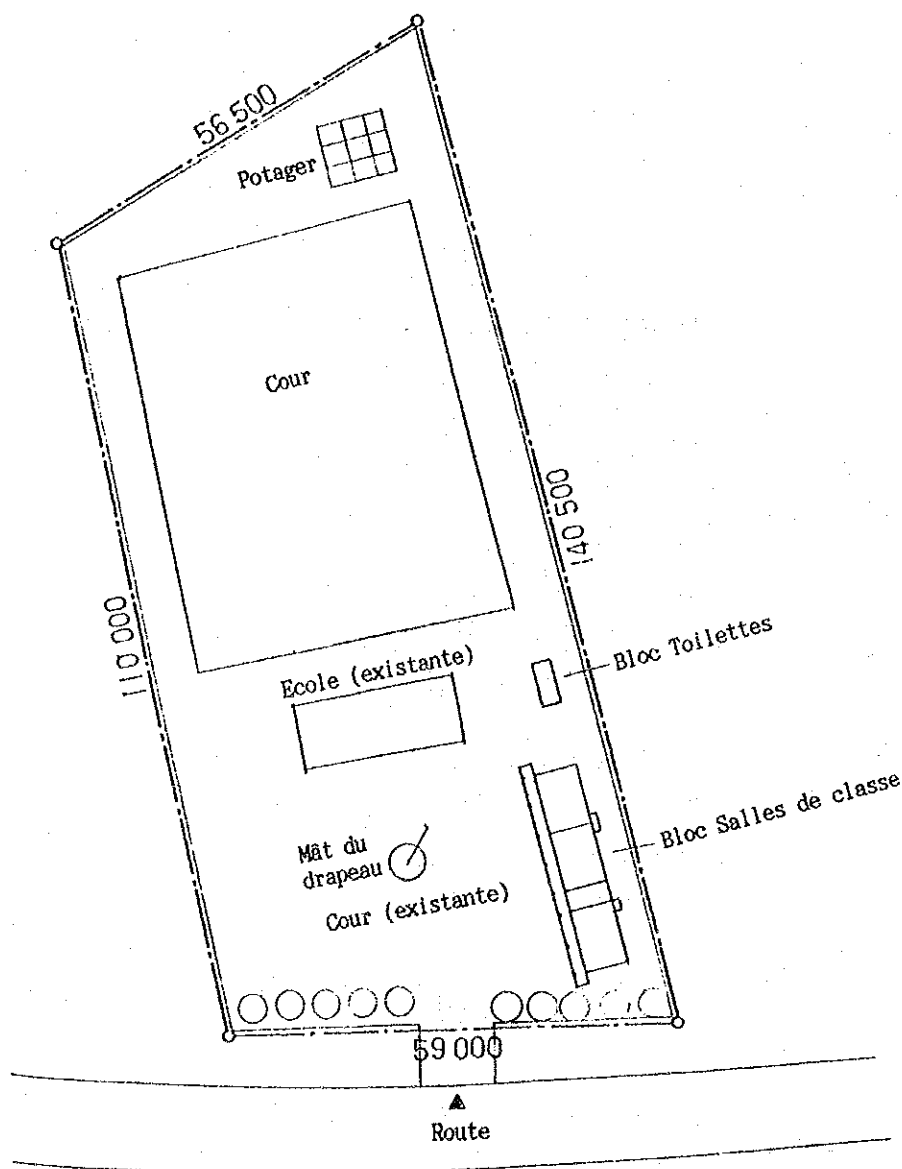 56 500
Potager
Cour
140 500
110 000
Bloc Toilettes
Ecole (existante)
Bloc Salles de classe
Mât du
drapeau
Cour (existante)
59 000
Route